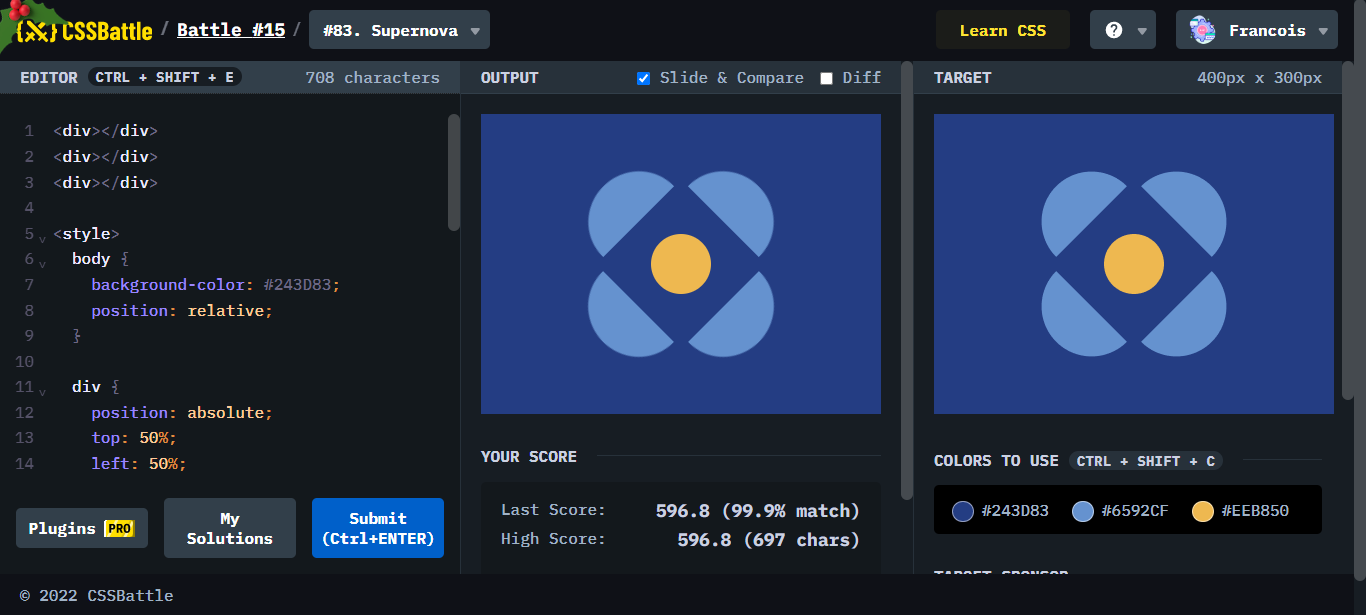 CSSBattle / Battle #15 / #83. Supernova Learn CSS ? Francois
EDITOR CTRL + SHIFT + E 708 characters
OUTPUT Slide & Compare Diff
TARGET 400px x 300px
1 <div></div>
2 <div></div>
3 <div></div>
4
5 <style>
6 body {
7 background-color: #243D83;
8 position: relative;
9 }
10
11 div {
12 position: absolute;
13 top: 50%;
14 left: 50%;
Plugins PRO
My
Solutions
Submit
(Ctrl+ENTER)
YOUR SCORE
Last Score: 596.8 (99.9% match)
High Score: 596.8 (697 chars)
COLORS TO USE CTRL + SHIFT + C
#243D83 #6592CF #EEB850
TARGET SPONSOR
© 2022 CSSBattle